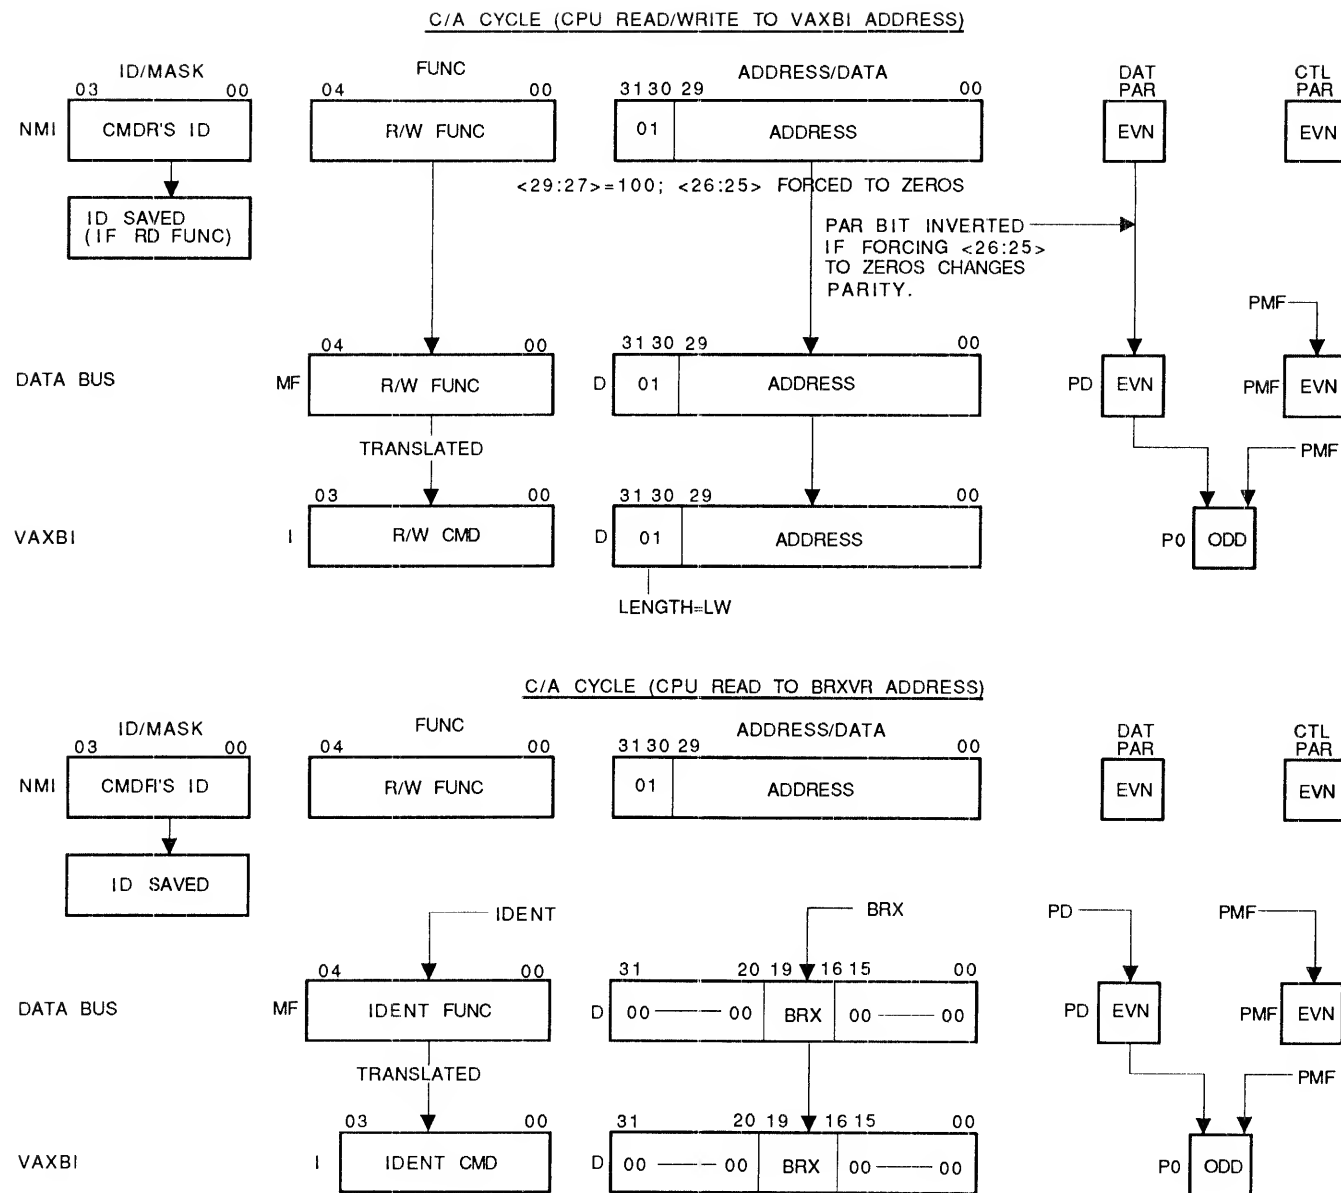 C/A CYCLE (CPU READ/WRITE TO VAXBI ADDRESS)
ID/MASK FUNC ADDRESS/DATA DAT PAR CTL PAR
03 00 04 00 31 30 29 00
NMI CMDR'S ID R/W FUNC 01 ADDRESS EVN EVN
<29:27>=100; <26:25> FORCED TO ZEROS
ID SAVED
(IF RD FUNC)
PAR BIT INVERTED
IF FORCING <26:25>
TO ZEROS CHANGES
PARITY.
PMF
04 00 31 30 29 00
DATA BUS MF R/W FUNC D 01 ADDRESS PD EVN PMF EVN
TRANSLATED PMF
03 00 31 30 29 00
VAXBI I R/W CMD D 01 ADDRESS P0 ODD
LENGTH=LW
C/A CYCLE (CPU READ TO BRXVR ADDRESS)
ID/MASK FUNC ADDRESS/DATA DAT PAR CTL PAR
03 00 04 00 31 30 29 00
NMI CMDFI'S ID R/W FUNC 01 ADDRESS EVN EVN
ID SAVED
IDENT BRX PD PMF
04 00 31 20 19 16 15 00
DATA BUS MF IDENT FUNC D 00 00 BRX 00 00 PD EVN PMF EVN
TRANSLATED PMF
03 00 31 20 19 16 15 00
VAXBI I IDENT CMD D 00 00 BRX 00 00 P0 ODD